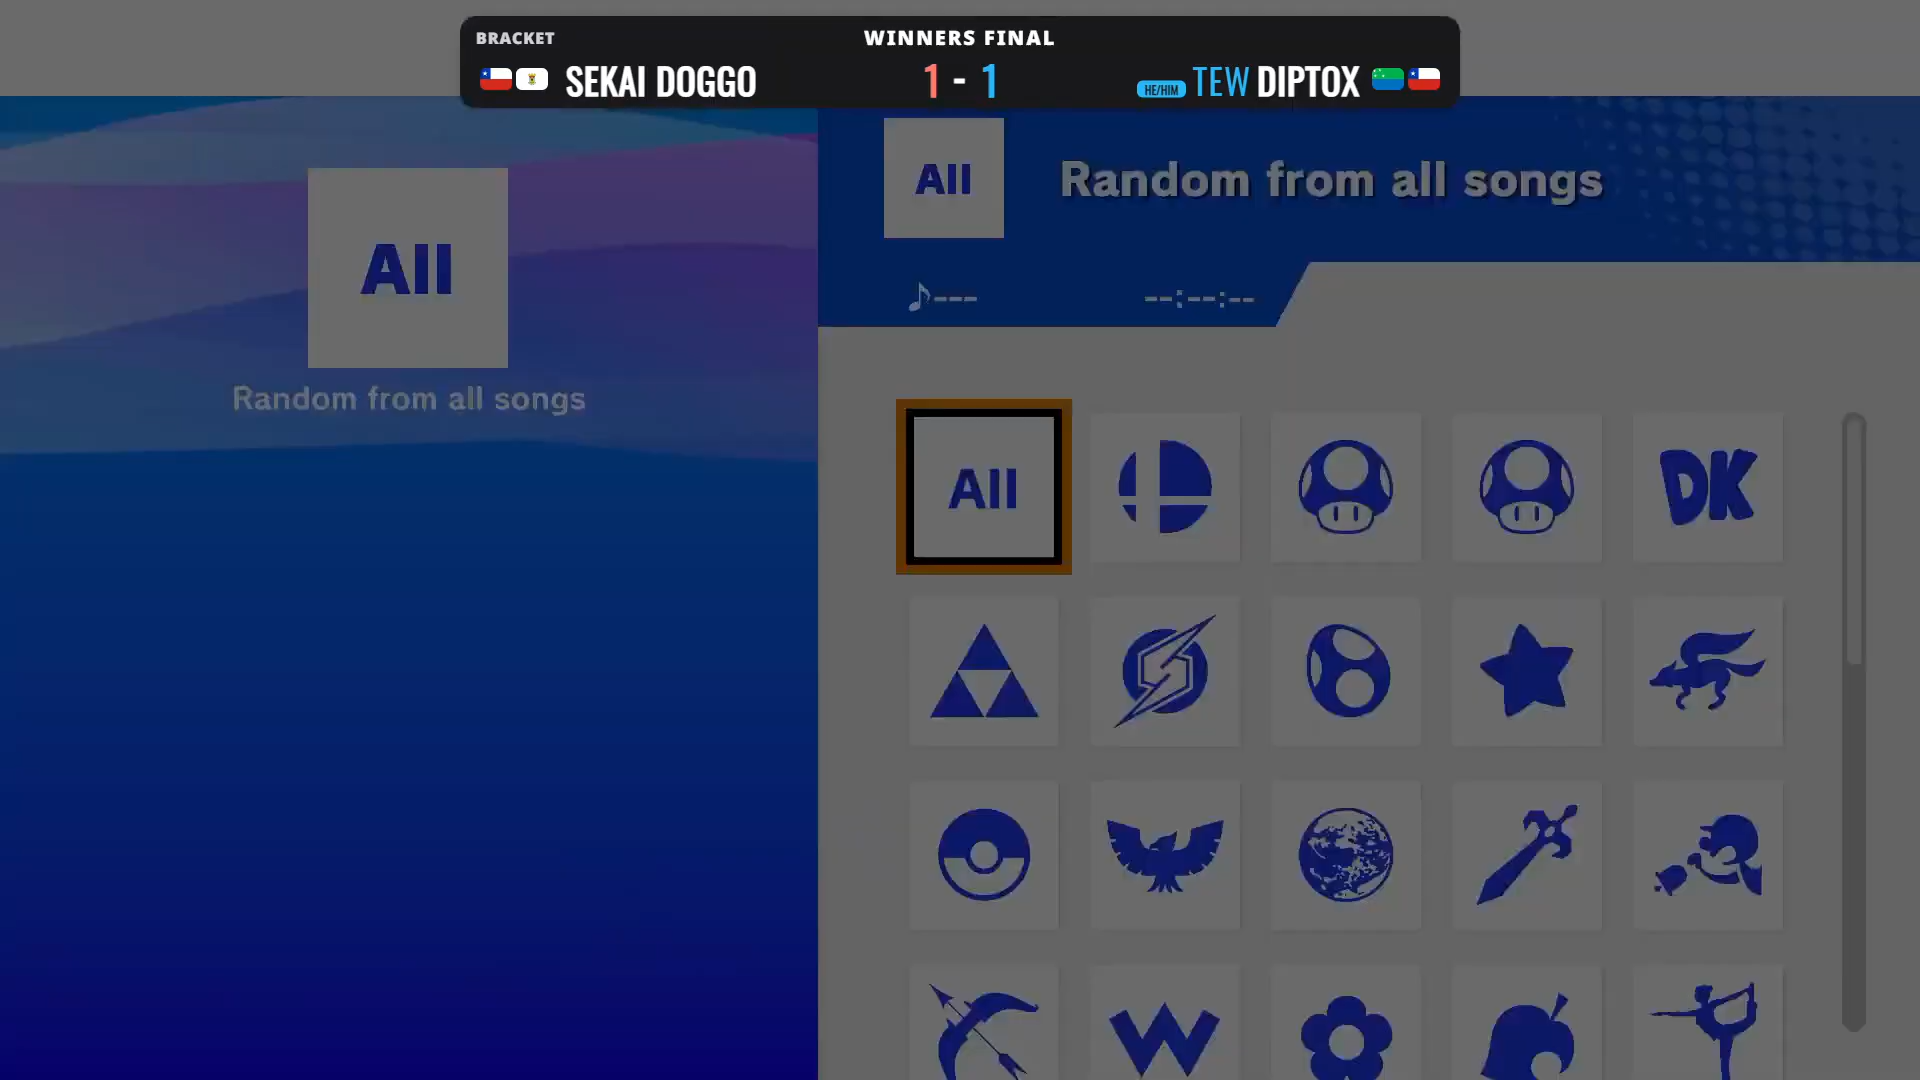 BRACKET
WINNERS FINAL
SEKAI DOGGO
1 - 1
HE/HIM
TEW DIPTOX
All
Random from all songs
All
Random from all songs
♪---
--:--:--
All
DK